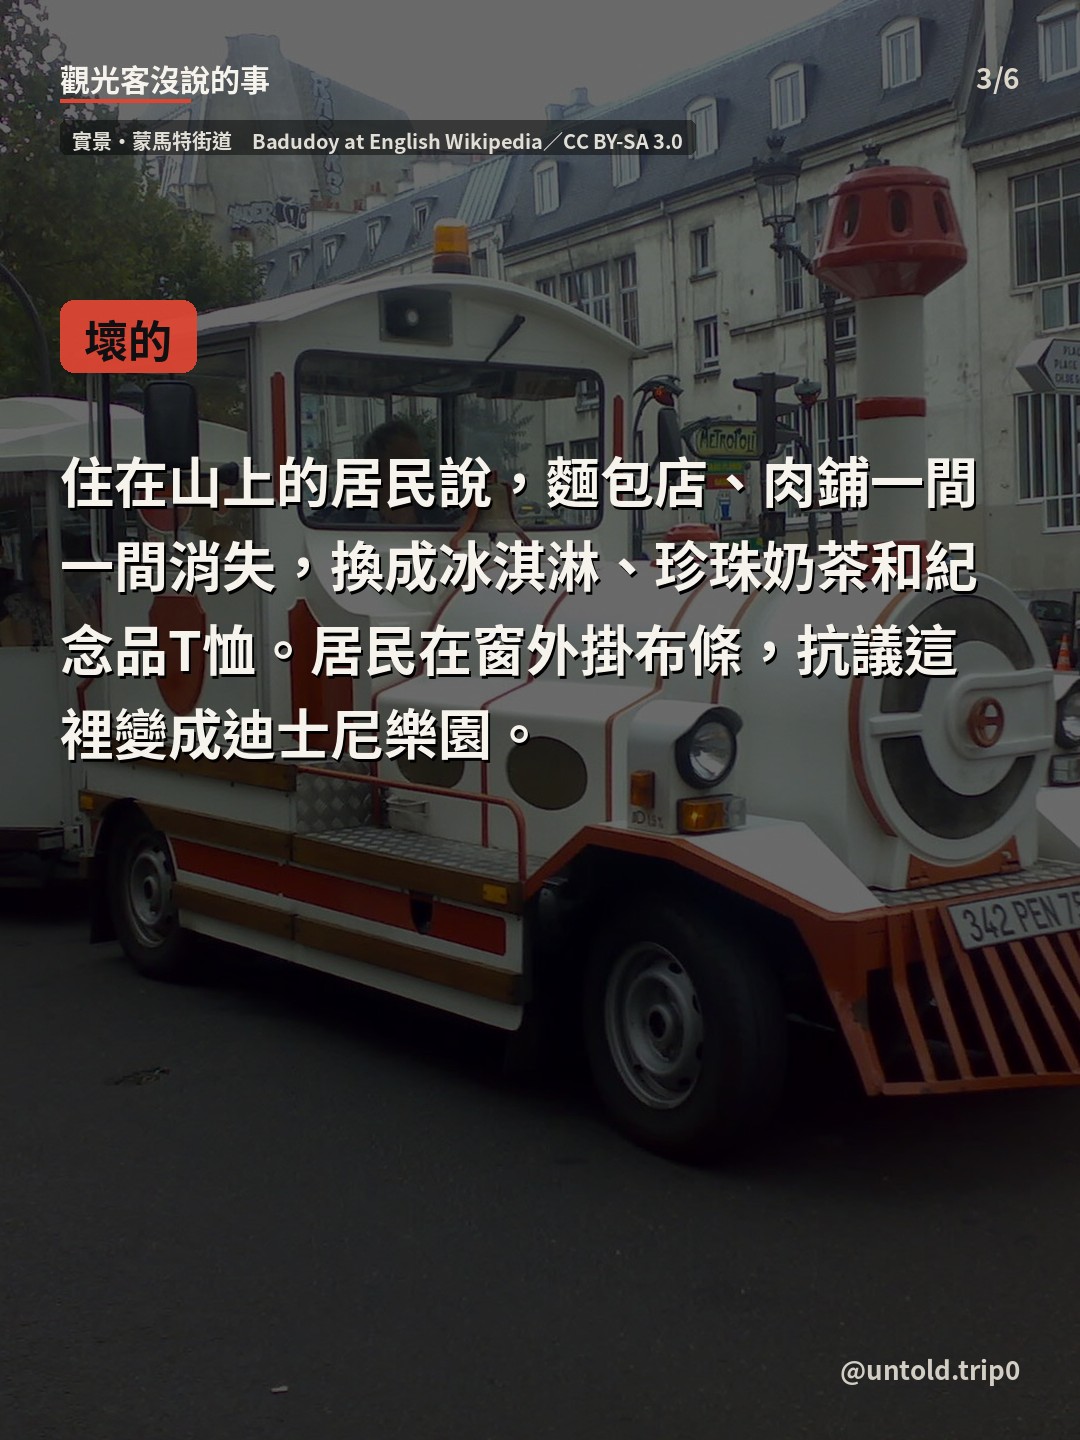 觀光客沒說的事
3/6
實景・蒙馬特街道 Badudoy at English Wikipedia／CC BY-SA 3.0
壞的
住在山上的居民說，麵包店、肉鋪一間
一間消失，換成冰淇淋、珍珠奶茶和紀
念品T恤。居民在窗外掛布條，抗議這
裡變成迪士尼樂園。
METROPOLI
342 PEN 75
@untold.trip0